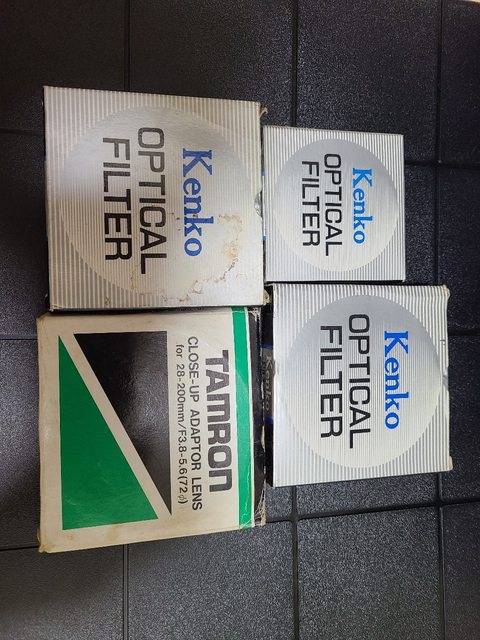 Kenko
OPTICAL
FILTER
Kenko
OPTICAL
FILTER
Kenko
OPTICAL
FILTER
TAMRON
CLOSE-UP ADAPTOR LENS
for 28-200mm/F3.8-5.6(72φ)